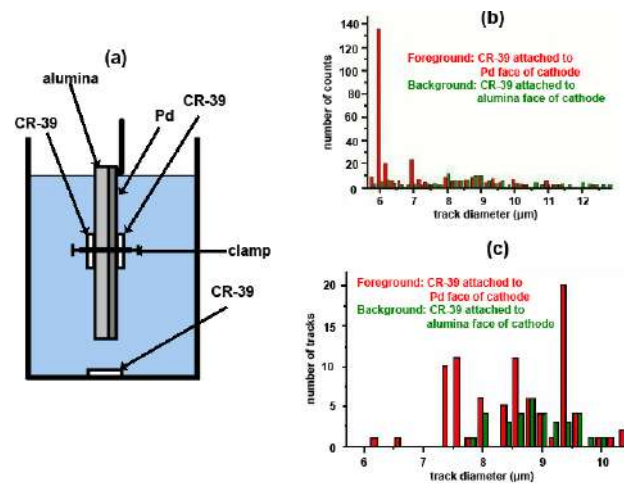 (a)
alumina
CR-39
Pd
CR-39
clamp
CR-39
(b)
number of counts
140
120
100
80
60
40
20
10
0
Foreground: CR-39 attached to
Pd face of cathode
Background: CR-39 attached to
alumina face of cathode
6 7 8 9 10 11 12
track diameter (µm)
(c)
number of tracks
20
15
10
5
0
Foreground: CR-39 attached to
Pd face of cathode
Background: CR-39 attached to
alumina face of cathode
6 7 8 9 10
track diameter (µm)